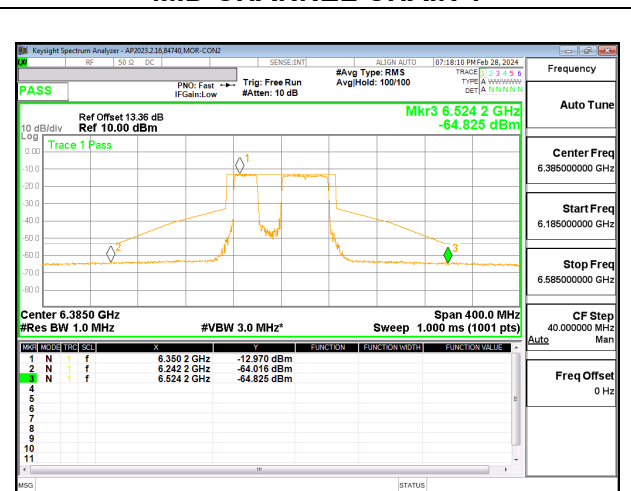 Keysight Spectrum Analyzer - AP2023.2.16,84740,MOR-CON2
RF 50 Ω DC SENSE:INT ALIGN AUTO 07:18:10 PM Feb 28, 2024
PASS
PNO: Fast
IFGain:Low
Trig: Free Run
#Atten: 10 dB
#Avg Type: RMS
Avg|Hold: 100/100
TRACE 1 2 3 4 5 6
TYPE A WWWWW
DET A N N N N N
Ref Offset 13.36 dB
10 dB/div Ref 10.00 dBm
Log
Mkr3 6.524 2 GHz
-64.825 dBm
Trace 1 Pass
0.00
-10.0
-20.0
-30.0
-40.0
-50.0
-60.0
-70.0
-80.0
1
2
3
Center 6.3850 GHz Span 400.0 MHz
#Res BW 1.0 MHz #VBW 3.0 MHz* Sweep 1.000 ms (1001 pts)
MKR MODE TRC SCL X Y FUNCTION FUNCTION WIDTH FUNCTION VALUE
1 N 1 f 6.350 2 GHz -12.970 dBm
2 N 1 f 6.242 2 GHz -64.016 dBm
3 N 1 f 6.524 2 GHz -64.825 dBm
4
5
6
7
8
9
10
11
MSG STATUS
Frequency
Auto Tune
Center Freq
6.385000000 GHz
Start Freq
6.185000000 GHz
Stop Freq
6.585000000 GHz
CF Step
40.000000 MHz
Auto Man
Freq Offset
0 Hz